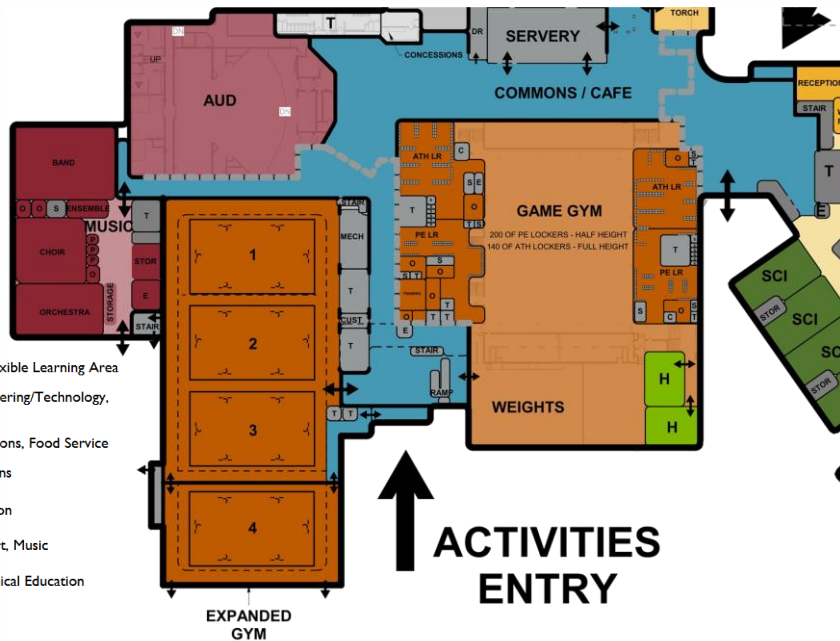 TORCH
DN
T
DR
SERVERY
CONCESSIONS
UP
COMMONS / CAFE
RECEPTION
AUD
DN
STAIR
BAND
ATH LR
C
O
S
T
ATH LR
T
S E
O
E
O O S ENSEMBLE
MUSIC
T
STAIR
T
GAME GYM
200 OF PE LOCKERS - HALF HEIGHT
140 OF ATH LOCKERS - FULL HEIGHT
PE LR
T S
MECH
1
CHOIR
P
P
P
O
O
STOR
O
S
O
S T
T
PE LR
SCI
STORAGE
E
T
O
T
T T
S
C
O
S
T
STOR
SCI
ORCHESTRA
STAIR
CUST
E
2
T
STAIR
SC
STOR
exible Learning Area
H
RAMP
ering/Technology,
WEIGHTS
T T
H
3
ons, Food Service
ns
on
4
ACTIVITIES
ENTRY
t, Music
ical Education
EXPANDED
GYM